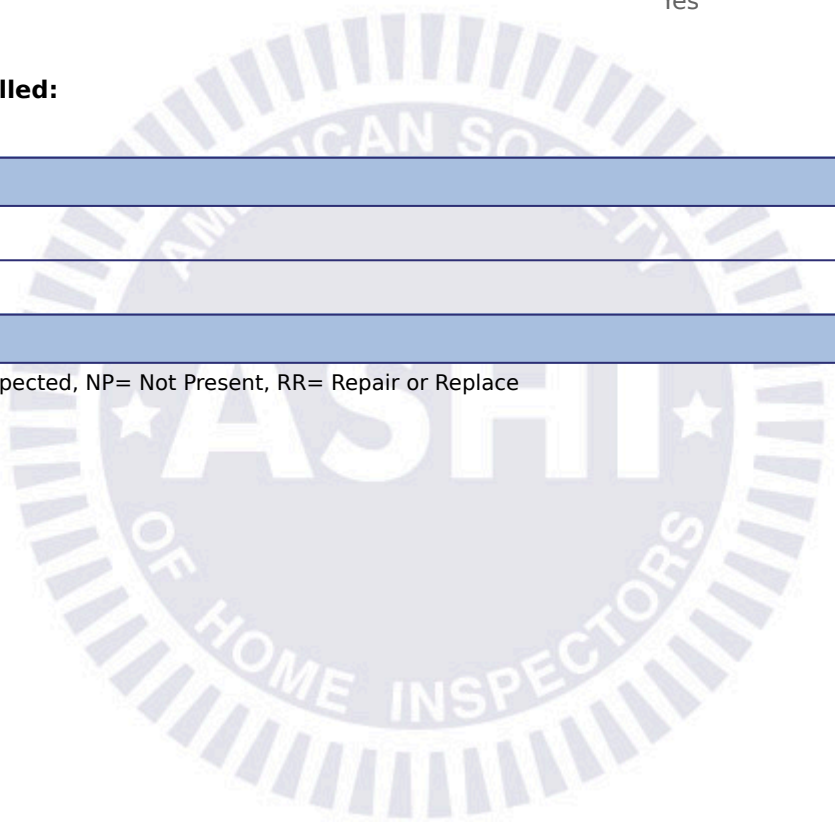 Yes
lled:
AMERICAN SOCIETY
pected, NP= Not Present, RR= Repair or Replace
ASHI
OF HOME INSPECTORS